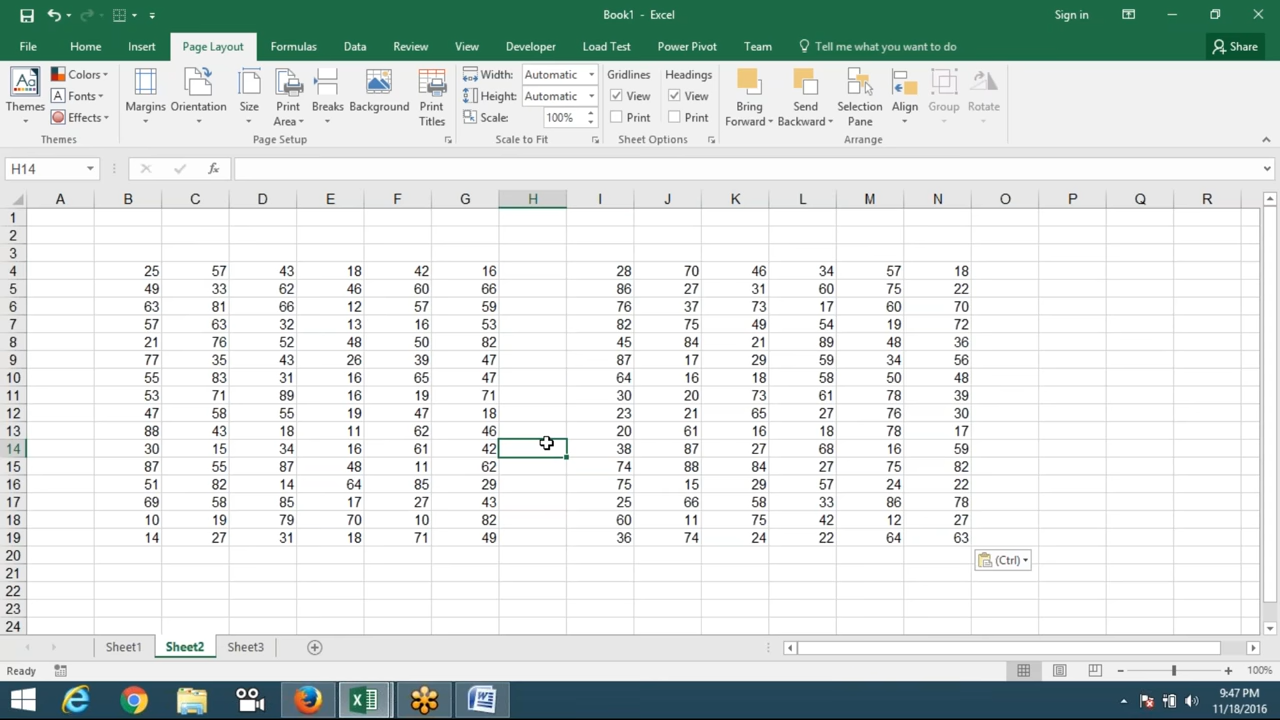 Book1 - Excel
Sign in
File Home Insert Page Layout Formulas Data Review View Developer Load Test Power Pivot Team Tell me what you want to do Share
Themes Colors Fonts Effects
Themes
Margins Orientation Size Print Area Breaks Background Print Titles
Page Setup
Width: Automatic
Height: Automatic
Scale: 100%
Scale to Fit
Gridlines Headings
View View
Print Print
Sheet Options
Bring Forward Send Backward Selection Pane Align Group Rotate
Arrange
H14 fx
A B C D E F G H I J K L M N O P Q R
1
2
3
4 25 57 43 18 42 16 28 70 46 34 57 18
5 49 33 62 46 60 66 86 27 31 60 75 22
6 63 81 66 12 57 59 76 37 73 17 60 70
7 57 63 32 13 16 53 82 75 49 54 19 72
8 21 76 52 48 50 82 45 84 21 89 48 36
9 77 35 43 26 39 47 87 17 29 59 34 56
10 55 83 31 16 65 47 64 16 18 58 50 48
11 53 71 89 16 19 71 30 20 73 61 78 39
12 47 58 55 19 47 18 23 21 65 27 76 30
13 88 43 18 11 62 46 20 61 16 18 78 17
14 30 15 34 16 61 42 38 87 27 68 16 59
15 87 55 87 48 11 62 74 88 84 27 75 82
16 51 82 14 64 85 29 75 15 29 57 24 22
17 69 58 85 17 27 43 25 66 58 33 86 78
18 10 19 79 70 10 82 60 11 75 42 12 27
19 14 27 31 18 71 49 36 74 24 22 64 63
20 (Ctrl)
21
22
23
24
Sheet1 Sheet2 Sheet3
Ready 100%
9:47 PM
11/18/2016